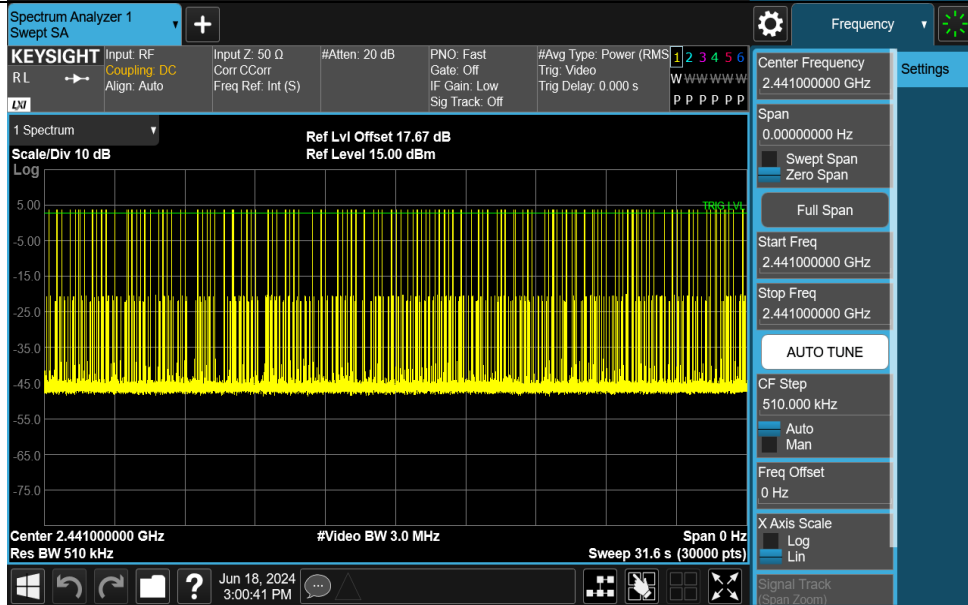 Spectrum Analyzer 1
Swept SA
+
Frequency
KEYSIGHT
RL
LXI
Input: RF
Coupling: DC
Align: Auto
Input Z: 50 Ω
Corr CCorr
Freq Ref: Int (S)
#Atten: 20 dB
PNO: Fast
Gate: Off
IF Gain: Low
Sig Track: Off
#Avg Type: Power (RMS
Trig: Video
Trig Delay: 0.000 s
1 2 3 4 5 6
W W W W W W
P P P P P P
Center Frequency
2.441000000 GHz
Settings
Span
0.00000000 Hz
Swept Span
Zero Span
Full Span
Start Freq
2.441000000 GHz
Stop Freq
2.441000000 GHz
AUTO TUNE
CF Step
510.000 kHz
Auto
Man
Freq Offset
0 Hz
X Axis Scale
Log
Lin
Signal Track
(Span Zoom)
1 Spectrum
Scale/Div 10 dB
Ref Lvl Offset 17.67 dB
Ref Level 15.00 dBm
Log
TRIG LVL
5.00
-5.00
-15.0
-25.0
-35.0
-45.0
-55.0
-65.0
-75.0
Center 2.441000000 GHz
#Video BW 3.0 MHz
Span 0 Hz
Res BW 510 kHz
Sweep 31.6 s (30000 pts)
?
Jun 18, 2024
3:00:41 PM